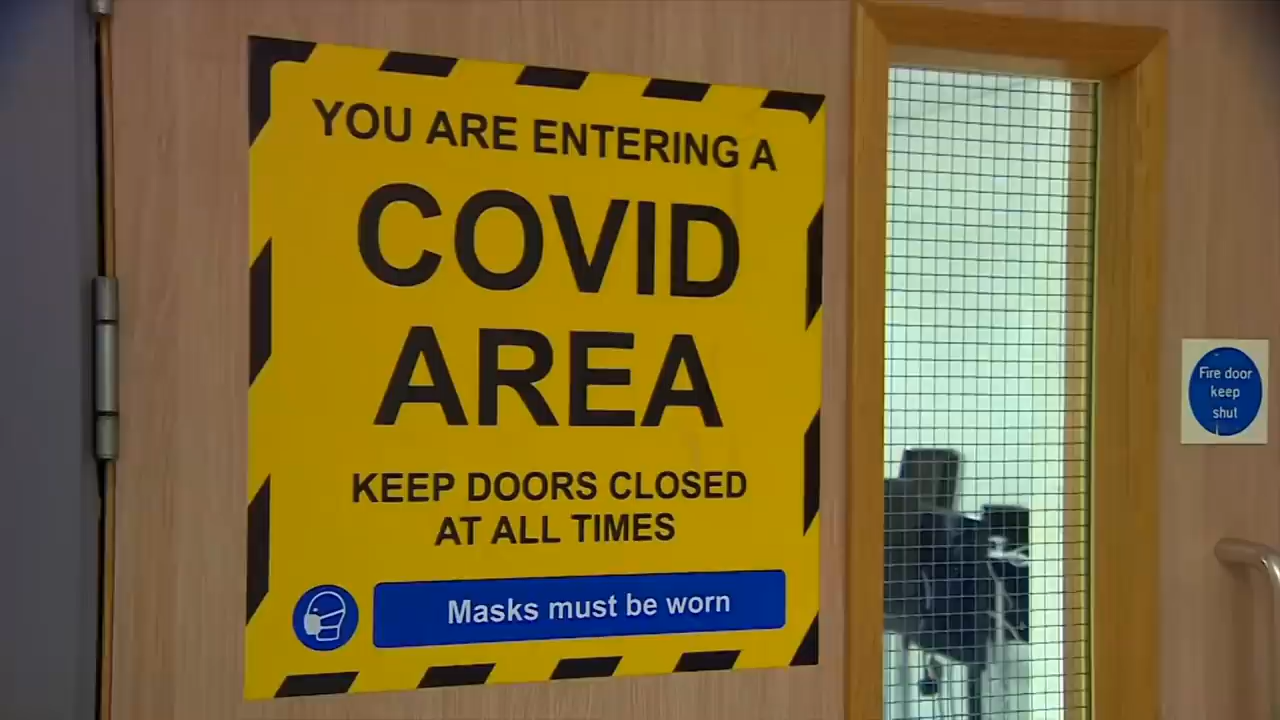 YOU ARE ENTERING A
COVID
AREA
KEEP DOORS CLOSED
AT ALL TIMES
Masks must be worn
Fire door
keep
shut